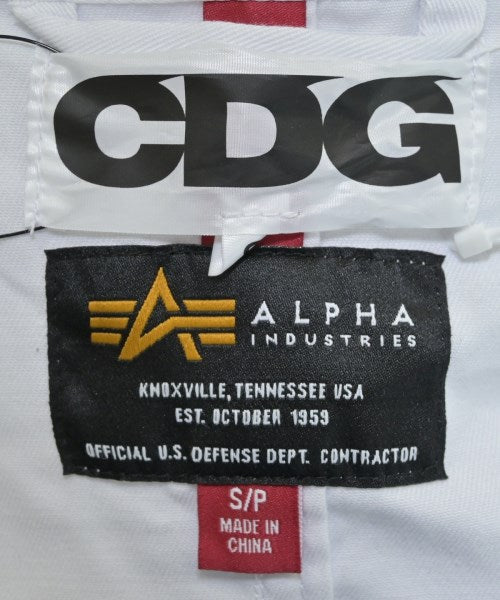 CDG
ALPHA
INDUSTRIES
KNOXVILLE, TENNESSEE USA
EST. OCTOBER 1959
OFFICIAL U.S. DEFENSE DEPT. CONTRACTOR
S/P
MADE IN
CHINA